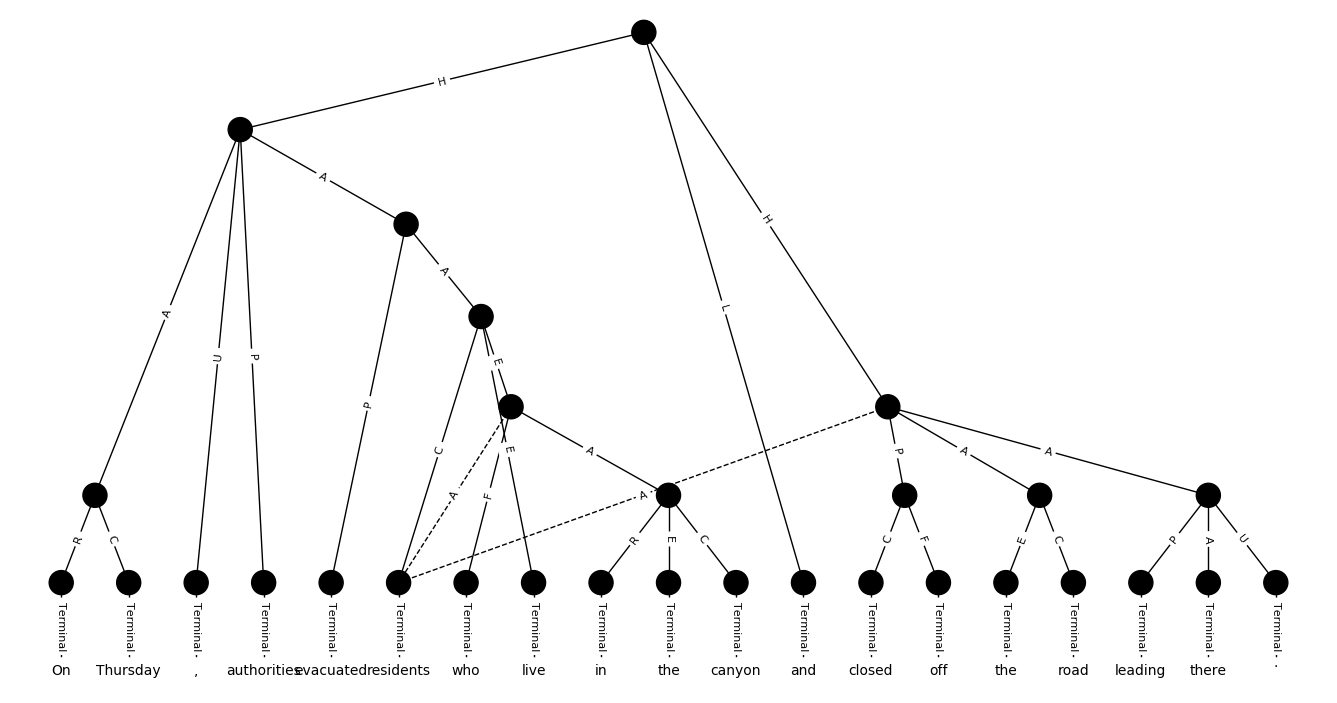 H
A
A
H
A
A
L
U
P
E
P
C
E
P
A
A
A
A
F
A
R
C
R
E
C
C
F
E
C
P
A
U
Terminal Terminal Terminal Terminal Terminal Terminal Terminal Terminal Terminal Terminal Terminal Terminal Terminal Terminal Terminal Terminal Terminal Terminal Terminal
On Thursday , authorities evacuated residents who live in the canyon and closed off the road leading there .